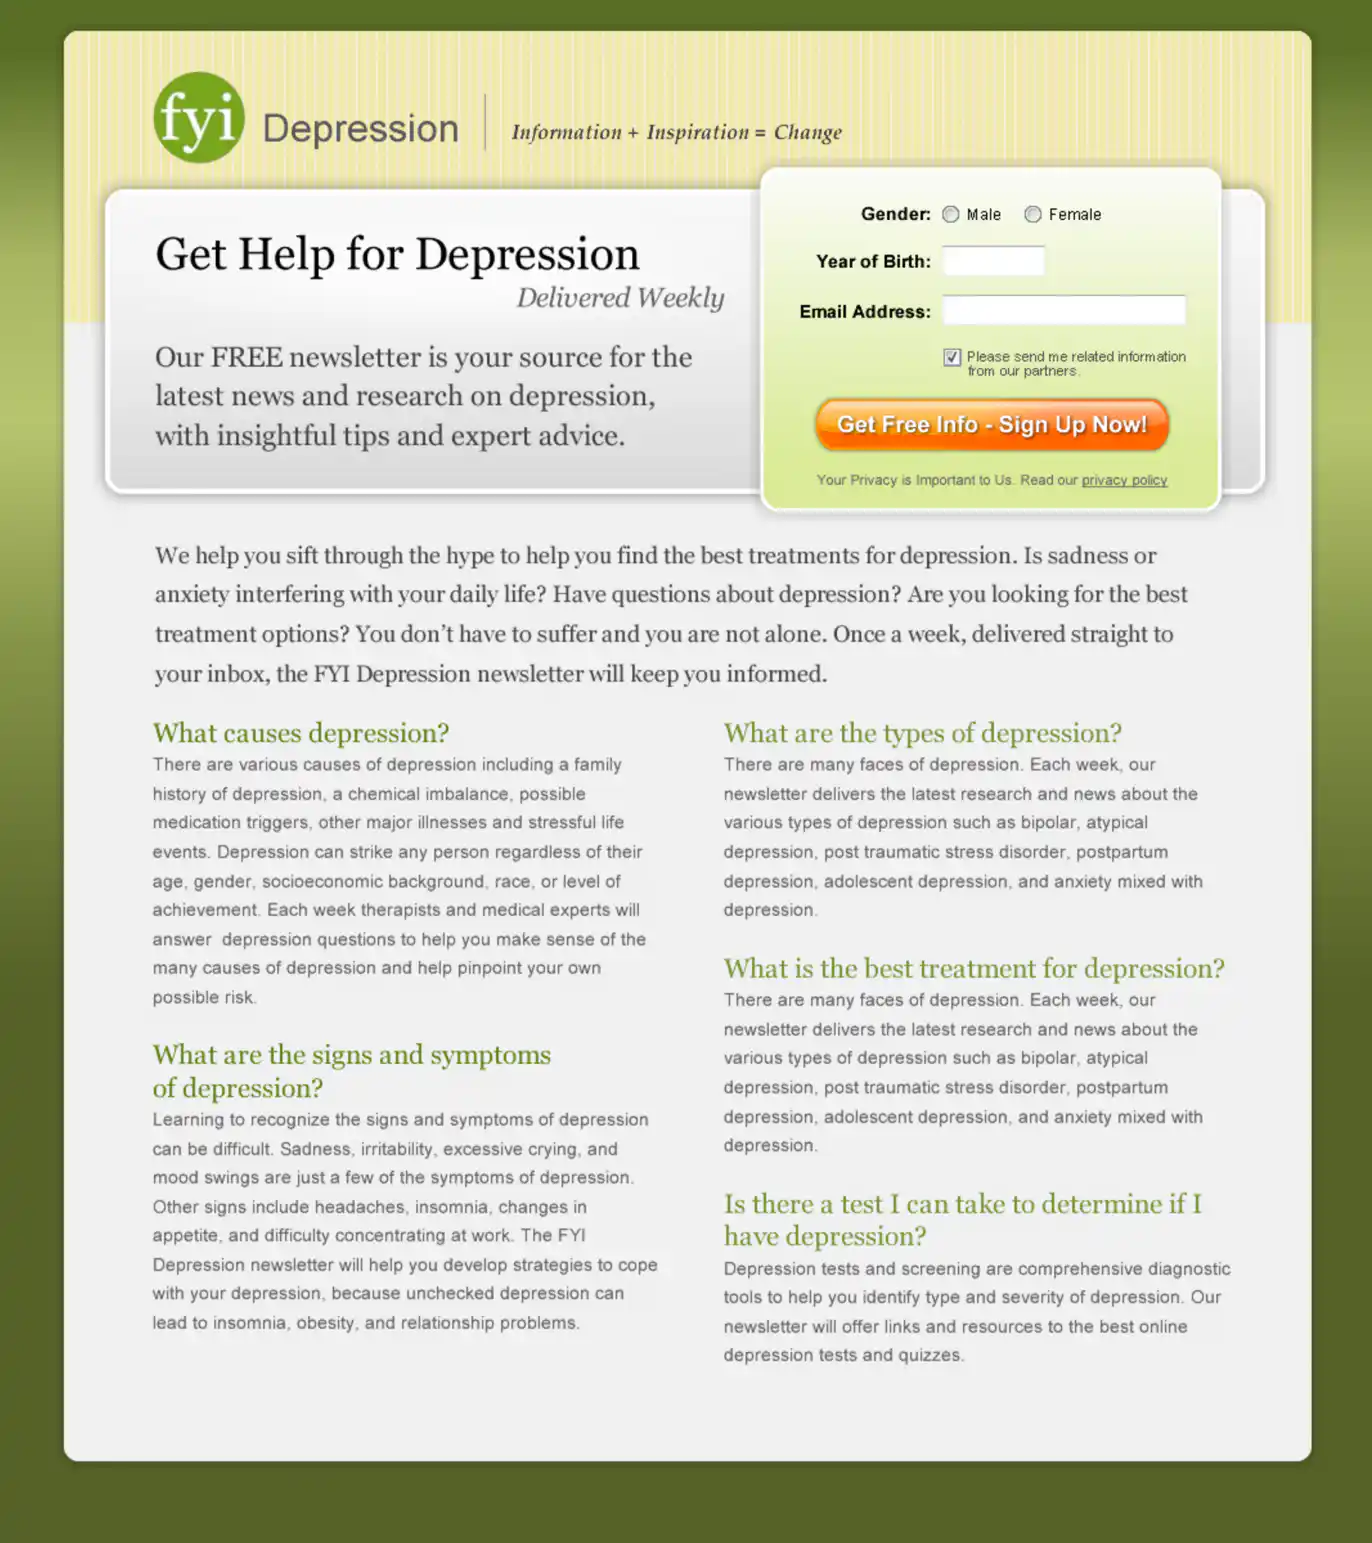 fyi Depression
Information + Inspiration = Change
Get Help for Depression
Delivered Weekly
Our FREE newsletter is your source for the
latest news and research on depression,
with insightful tips and expert advice.
Gender: Male Female
Year of Birth:
Email Address:
Please send me related information
from our partners.
Get Free Info - Sign Up Now!
Your Privacy is Important to Us. Read our privacy policy
We help you sift through the hype to help you find the best treatments for depression. Is sadness or
anxiety interfering with your daily life? Have questions about depression? Are you looking for the best
treatment options? You don't have to suffer and you are not alone. Once a week, delivered straight to
your inbox, the FYI Depression newsletter will keep you informed.
What causes depression?
There are various causes of depression including a family
history of depression, a chemical imbalance, possible
medication triggers, other major illnesses and stressful life
events. Depression can strike any person regardless of their
age, gender, socioeconomic background, race, or level of
achievement. Each week therapists and medical experts will
answer  depression questions to help you make sense of the
many causes of depression and help pinpoint your own
possible risk.
What are the signs and symptoms
of depression?
Learning to recognize the signs and symptoms of depression
can be difficult. Sadness, irritability, excessive crying, and
mood swings are just a few of the symptoms of depression.
Other signs include headaches, insomnia, changes in
appetite, and difficulty concentrating at work. The FYI
Depression newsletter will help you develop strategies to cope
with your depression, because unchecked depression can
lead to insomnia, obesity, and relationship problems.
What are the types of depression?
There are many faces of depression. Each week, our
newsletter delivers the latest research and news about the
various types of depression such as bipolar, atypical
depression, post traumatic stress disorder, postpartum
depression, adolescent depression, and anxiety mixed with
depression.
What is the best treatment for depression?
There are many faces of depression. Each week, our
newsletter delivers the latest research and news about the
various types of depression such as bipolar, atypical
depression, post traumatic stress disorder, postpartum
depression, adolescent depression, and anxiety mixed with
depression.
Is there a test I can take to determine if I
have depression?
Depression tests and screening are comprehensive diagnostic
tools to help you identify type and severity of depression. Our
newsletter will offer links and resources to the best online
depression tests and quizzes.